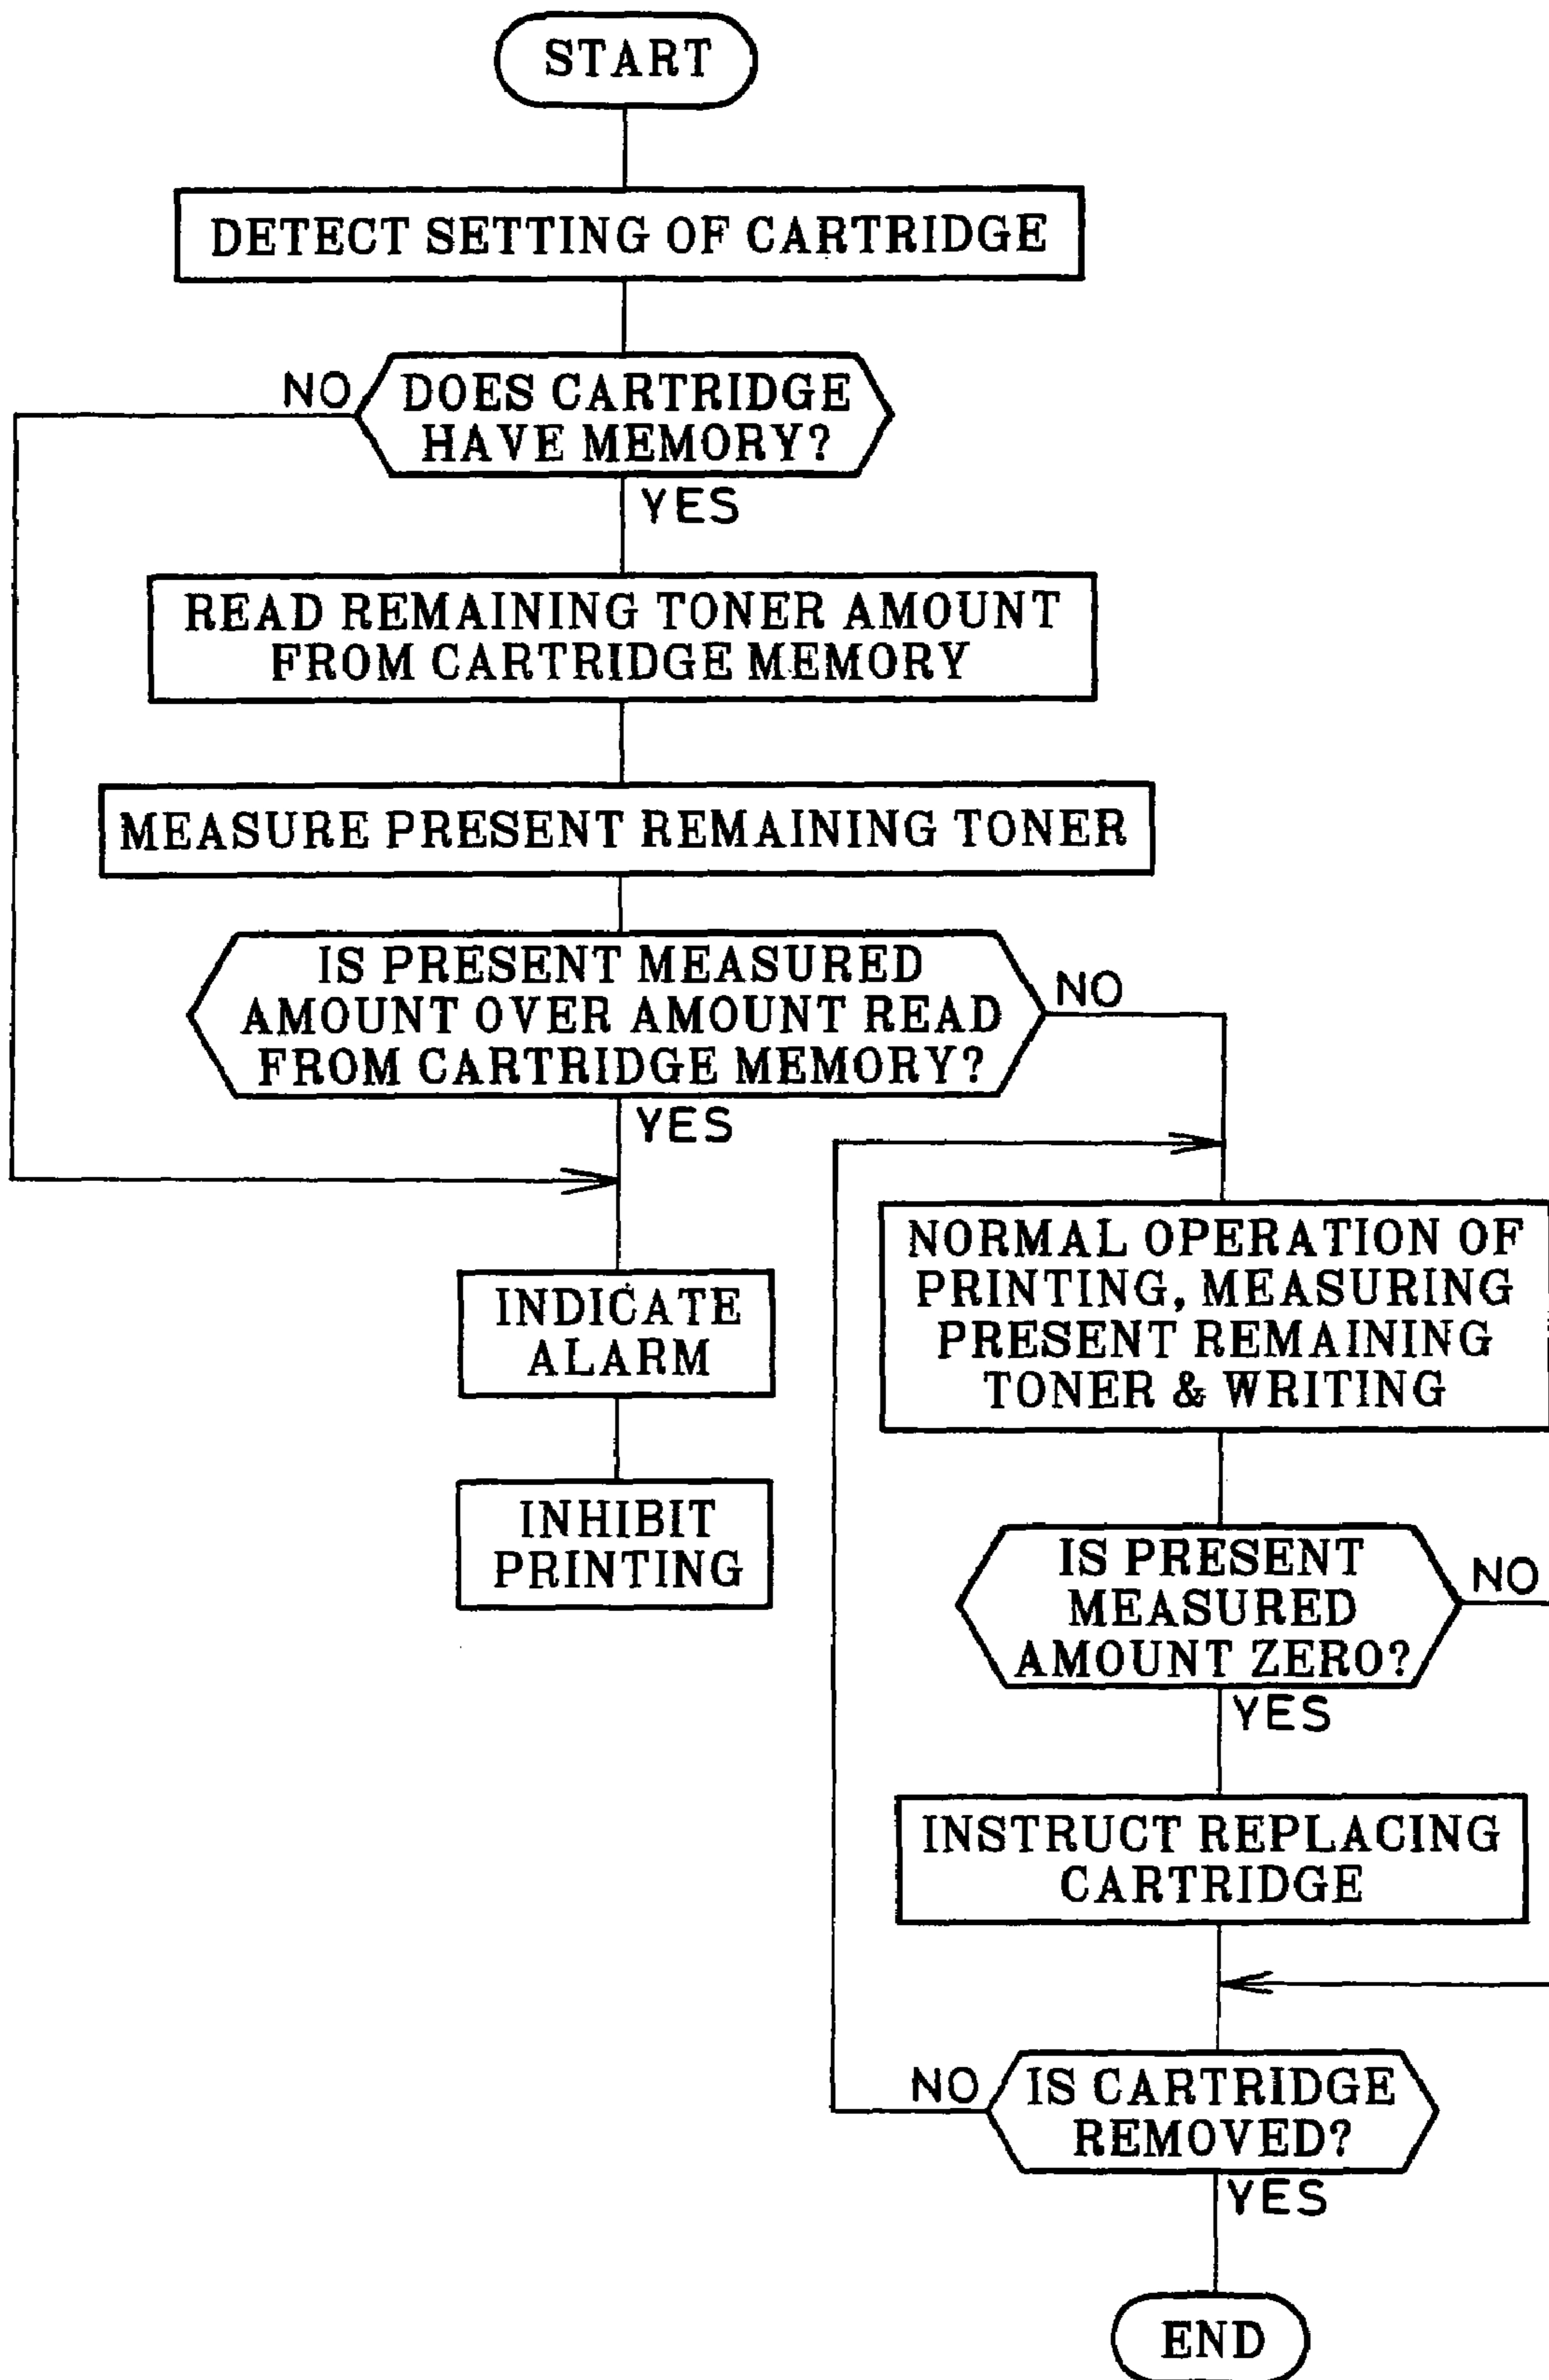 START
DETECT SETTING OF CARTRIDGE
NO
DOES CARTRIDGE
HAVE MEMORY?
YES
READ REMAINING TONER AMOUNT
FROM CARTRIDGE MEMORY
MEASURE PRESENT REMAINING TONER
IS PRESENT MEASURED
AMOUNT OVER AMOUNT READ
FROM CARTRIDGE MEMORY?
NO
YES
INDICATE
ALARM
INHIBIT
PRINTING
NORMAL OPERATION OF
PRINTING, MEASURING
PRESENT REMAINING
TONER & WRITING
IS PRESENT
MEASURED
AMOUNT ZERO?
NO
YES
INSTRUCT REPLACING
CARTRIDGE
NO
IS CARTRIDGE
REMOVED?
YES
END